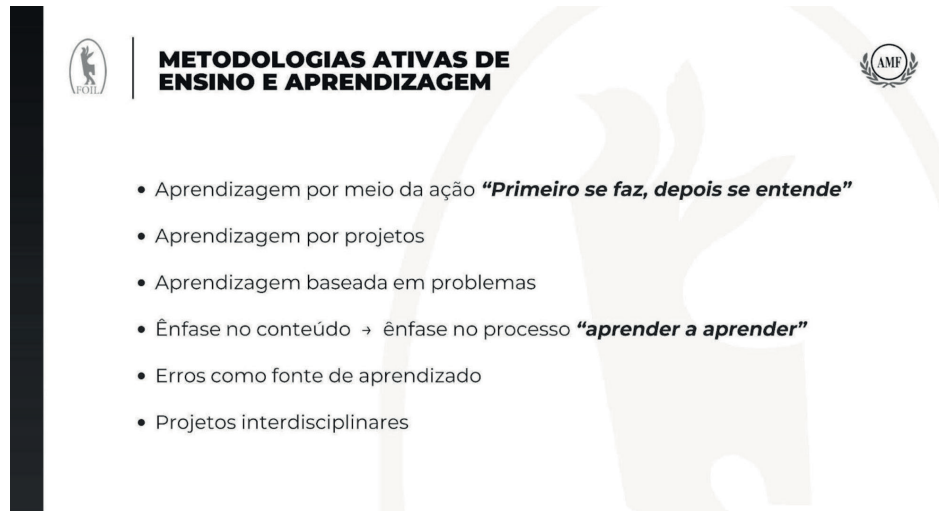 FOIL
METODOLOGIAS ATIVAS DE
ENSINO E APRENDIZAGEM
AMF
• Aprendizagem por meio da ação “Primeiro se faz, depois se entende”
• Aprendizagem por projetos
• Aprendizagem baseada em problemas
• Ênfase no conteúdo → ênfase no processo “aprender a aprender”
• Erros como fonte de aprendizado
• Projetos interdisciplinares